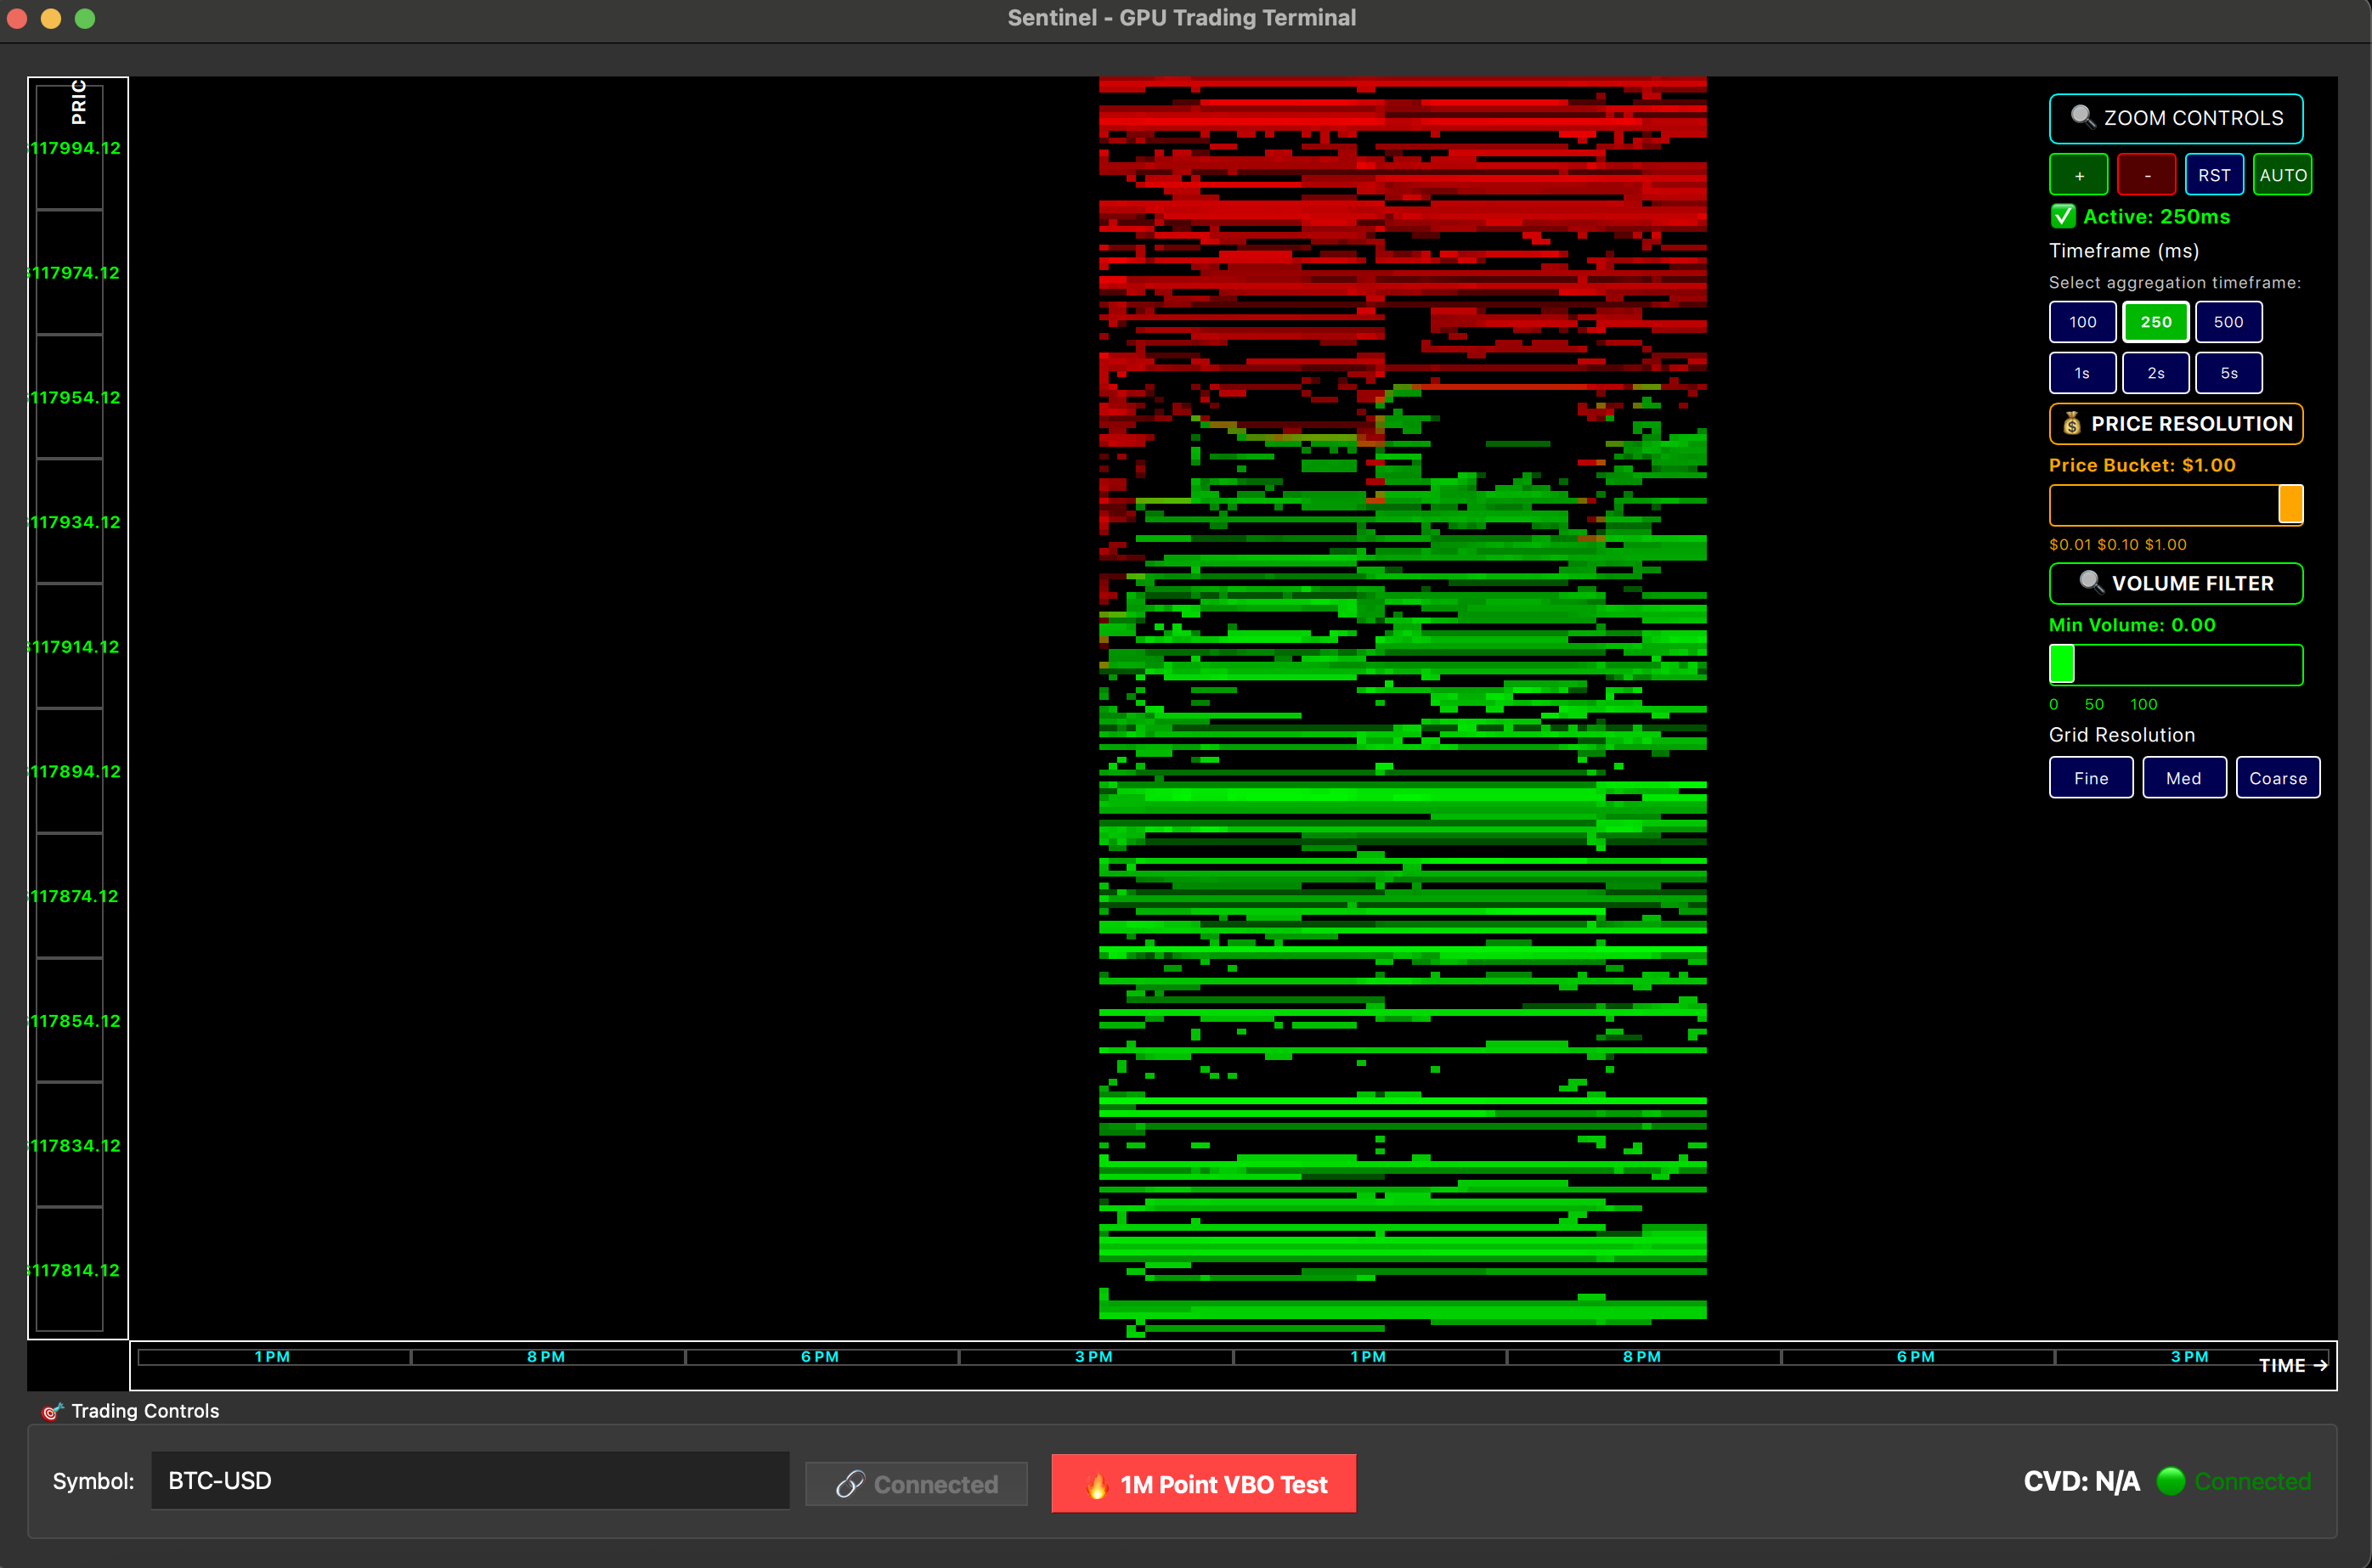 Sentinel - GPU Trading Terminal
PRIC
117994.12
117974.12
117954.12
117934.12
117914.12
117894.12
117874.12
117854.12
117834.12
117814.12
🔍 ZOOM CONTROLS
+ - RST AUTO
✅ Active: 250ms
Timeframe (ms)
Select aggregation timeframe:
100 250 500
1s 2s 5s
💰 PRICE RESOLUTION
Price Bucket: $1.00
$0.01 $0.10 $1.00
🔍 VOLUME FILTER
Min Volume: 0.00
0 50 100
Grid Resolution
Fine Med Coarse
1 PM 8 PM 6 PM 3 PM 1 PM 8 PM 6 PM 3 PM
TIME →
🎯 Trading Controls
Symbol: BTC-USD 🔗 Connected 🔥 1M Point VBO Test CVD: N/A 🟢 Connected